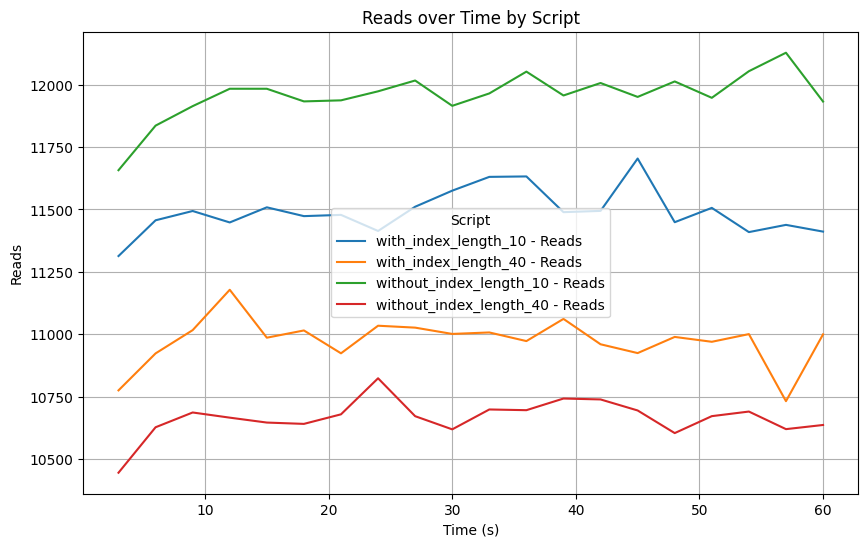 Reads over Time by Script
12000
11750
11500
11250
11000
10750
10500
Reads
Script
with_index_length_10 - Reads
with_index_length_40 - Reads
without_index_length_10 - Reads
without_index_length_40 - Reads
10 20 30 40 50 60
Time (s)